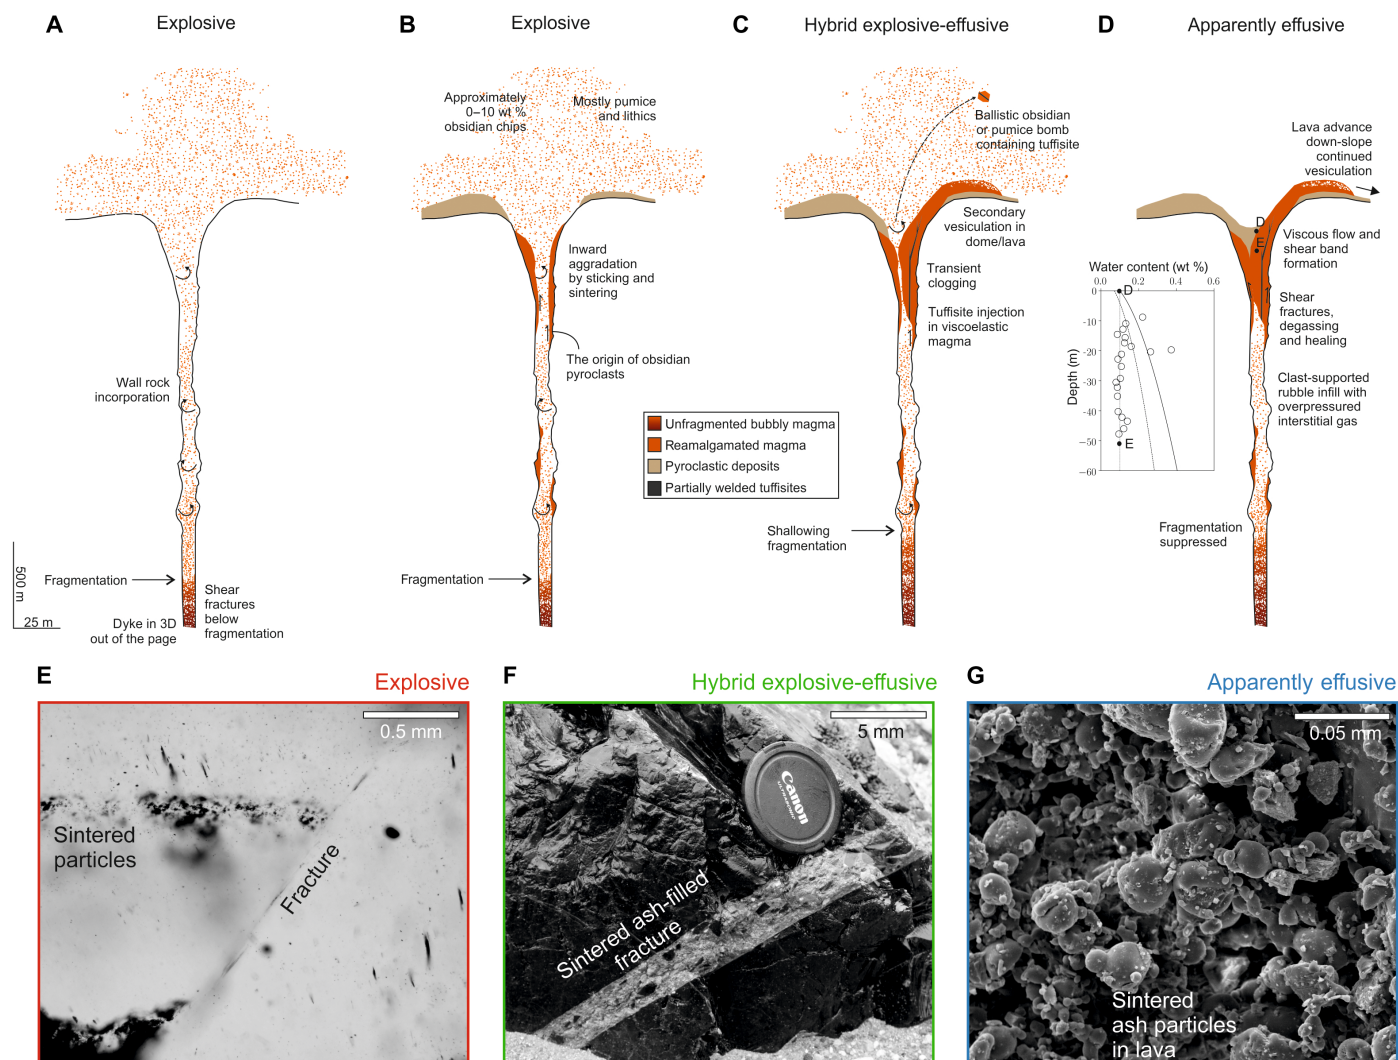 A
Explosive
B
Explosive
C
Hybrid explosive-effusive
D
Apparently effusive
Wall rock
incorporation
Fragmentation
Shear
fractures
below
fragmentation
Dyke in 3D
out of the page
500 m
25 m
Approximately
0–10 wt %
obsidian chips
Mostly pumice
and lithics
Inward
aggradation
by sticking and
sintering
The origin of obsidian
pyroclasts
Fragmentation
Unfragmented bubbly magma
Reamalgamated magma
Pyroclastic deposits
Partially welded tuffisites
Ballistic obsidian
or pumice bomb
containing tuffisite
Secondary
vesiculation in
dome/lava
Transient
clogging
Tuffisite injection
in viscoelastic
magma
Shallowing
fragmentation
Lava advance
down-slope
continued
vesiculation
D
E
Viscous flow and
shear band
formation
Shear
fractures,
degassing
and healing
Clast-supported
rubble infill with
overpressured
interstitial gas
Fragmentation
suppressed
Water content (wt %)
0.0 0.2 0.4 0.6
Depth (m)
0
-10
-20
-30
-40
-50
-60
D
E
E
Explosive
0.5 mm
Sintered
particles
Fracture
F
Hybrid explosive-effusive
5 mm
Canon
ULTRASONIC
Sintered ash-filled
fracture
G
Apparently effusive
0.05 mm
Sintered
ash particles
in lava